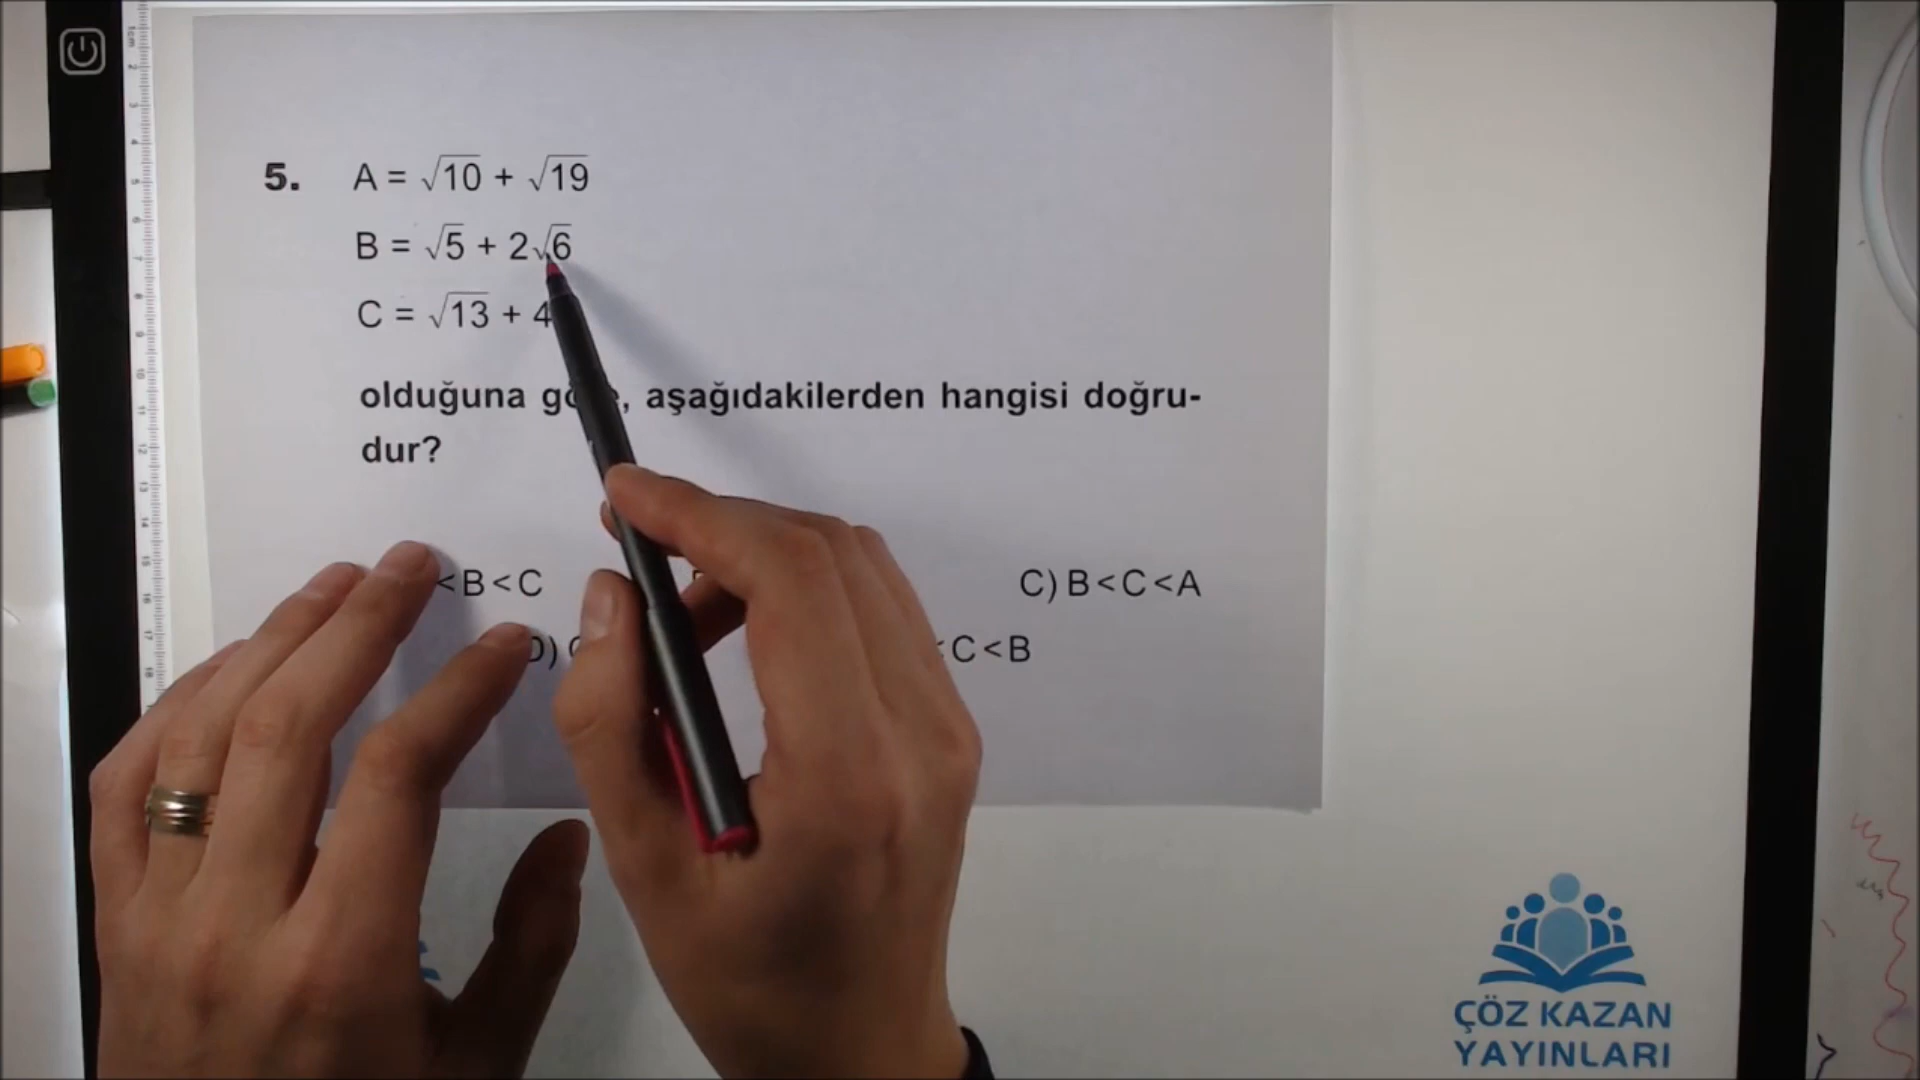 5. A = √10 + √19
B = √5 + 2√6
C = √13 + 4
olduğuna, aşağıdakilerden hangisi doğru-
dur?
<B<C C) B<C<A
D) <C<B
ÇÖZ KAZAN
YAYINLARI